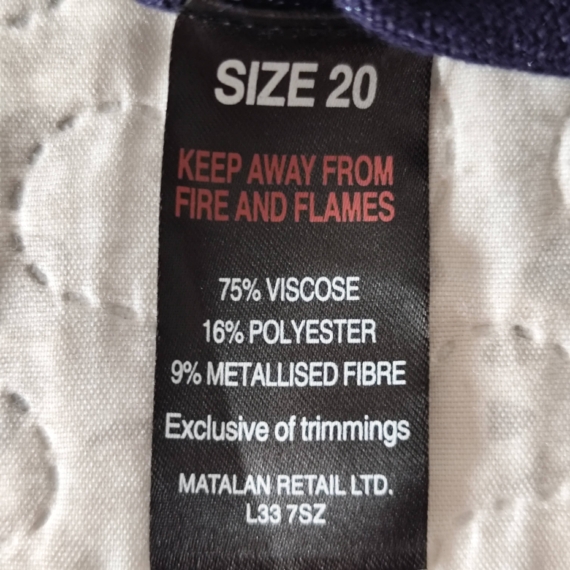 SIZE 20
KEEP AWAY FROM
FIRE AND FLAMES
75% VISCOSE
16% POLYESTER
9% METALLISED FIBRE
Exclusive of trimmings
MATALAN RETAIL LTD.
L33 7SZ